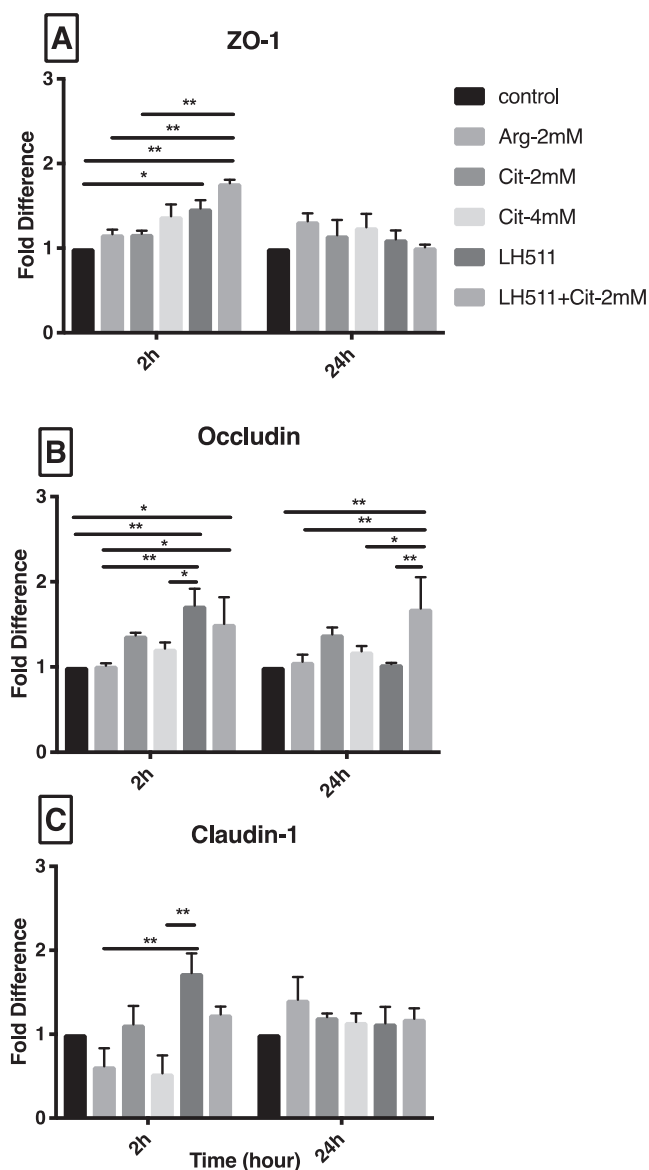 A
ZO-1
3
2
1
0
Fold Difference
**
**
**
*
2h
24h
control
Arg-2mM
Cit-2mM
Cit-4mM
LH511
LH511+Cit-2mM
B
Occludin
3
2
1
0
Fold Difference
*
**
*
**
*
**
**
*
**
2h
24h
C
Claudin-1
3
2
1
0
Fold Difference
**
**
2h
24h
Time (hour)